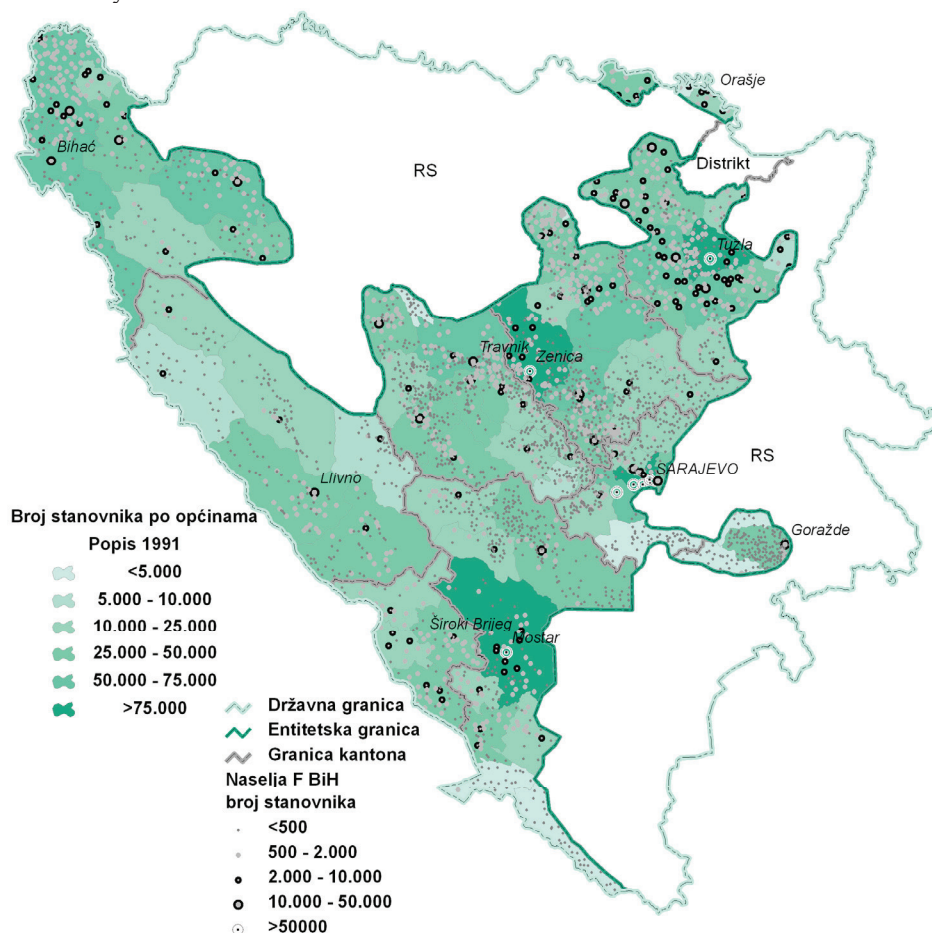 Orašje
Bihać
RS
Distrikt
Tuzla
Travnik
Zenica
RS
SARAJEVO
LIivno
Goražde
Široki Brijeg
Mostar
Broj stanovnika po općinama
Popis 1991
<5.000
5.000 - 10.000
10.000 - 25.000
25.000 - 50.000
50.000 - 75.000
>75.000
Državna granica
Entitetska granica
Granica kantona
Naselja F BiH
broj stanovnika
<500
500 - 2.000
2.000 - 10.000
10.000 - 50.000
>50000